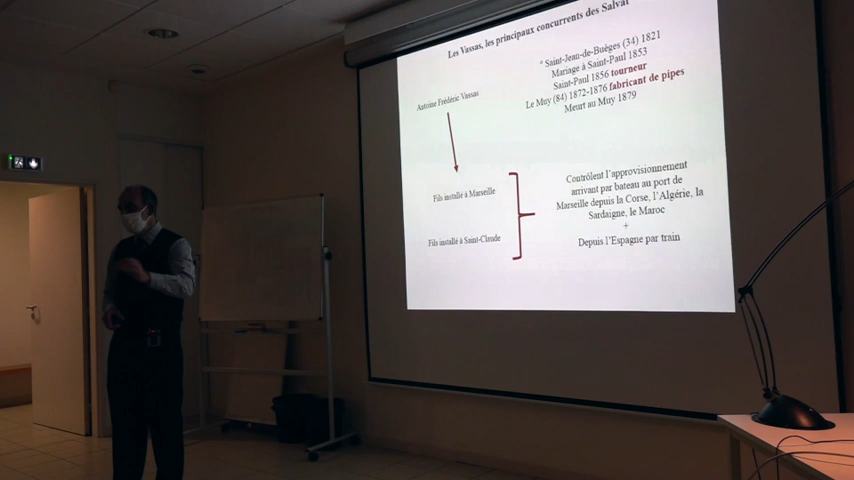 Les Vassas, les principaux concurrents des Salvat
° Saint-Jean-de-Buèges (34) 1821
Mariage à Saint-Paul 1853
Saint-Paul 1856 tourneur
Le Muy (84) 1872-1876 fabricant de pipes
Meurt au Muy 1879
Antoine Frédéric Vassas
Fils installé à Marseille
Fils installé à Saint-Claude
Contrôlent l'approvisionnement
arrivant par bateau au port de
Marseille depuis la Corse, l'Algérie, la
Sardaigne, le Maroc
+
Depuis l'Espagne par train